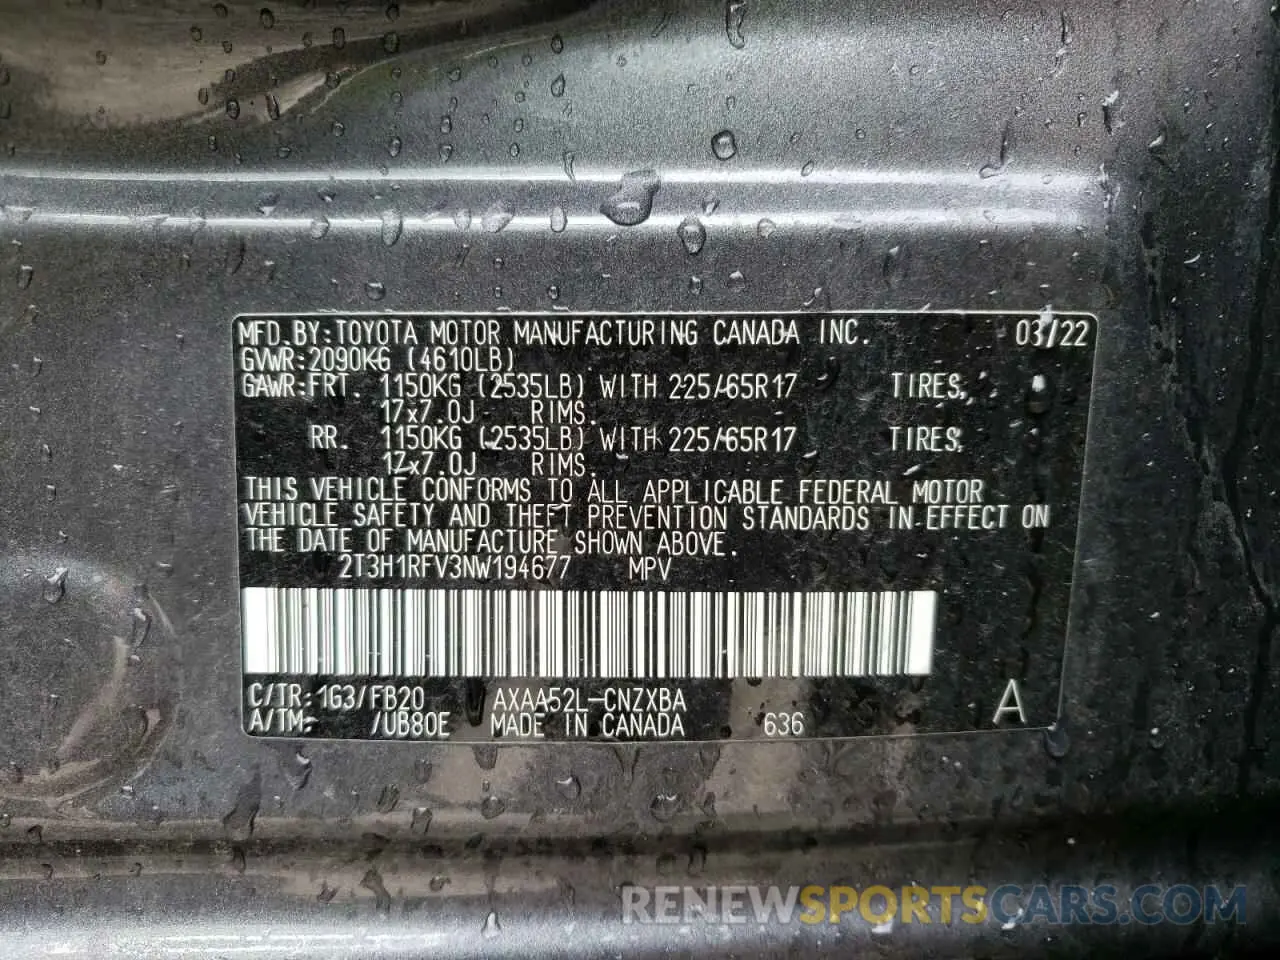 MFD.BY:TOYOTA MOTOR MANUFACTURING CANADA INC. 03/22
GVWR:2090KG (4610LB)
GAWR:FRT. 1150KG (2535LB) WITH 225/65R17 TIRES,
17x7.0J RIMS.
RR. 1150KG (2535LB) WITH 225/65R17 TIRES,
17x7.0J RIMS.
THIS VEHICLE CONFORMS TO ALL APPLICABLE FEDERAL MOTOR
VEHICLE SAFETY AND THEFT PREVENTION STANDARDS IN EFFECT ON
THE DATE OF MANUFACTURE SHOWN ABOVE.
2T3H1RFV3NW194677 MPV
C/TR:1G3/FB20 AXAA52L-CNZXBA A
A/TM: /UB80E MADE IN CANADA 636
RENEWSPORTSCARS.COM